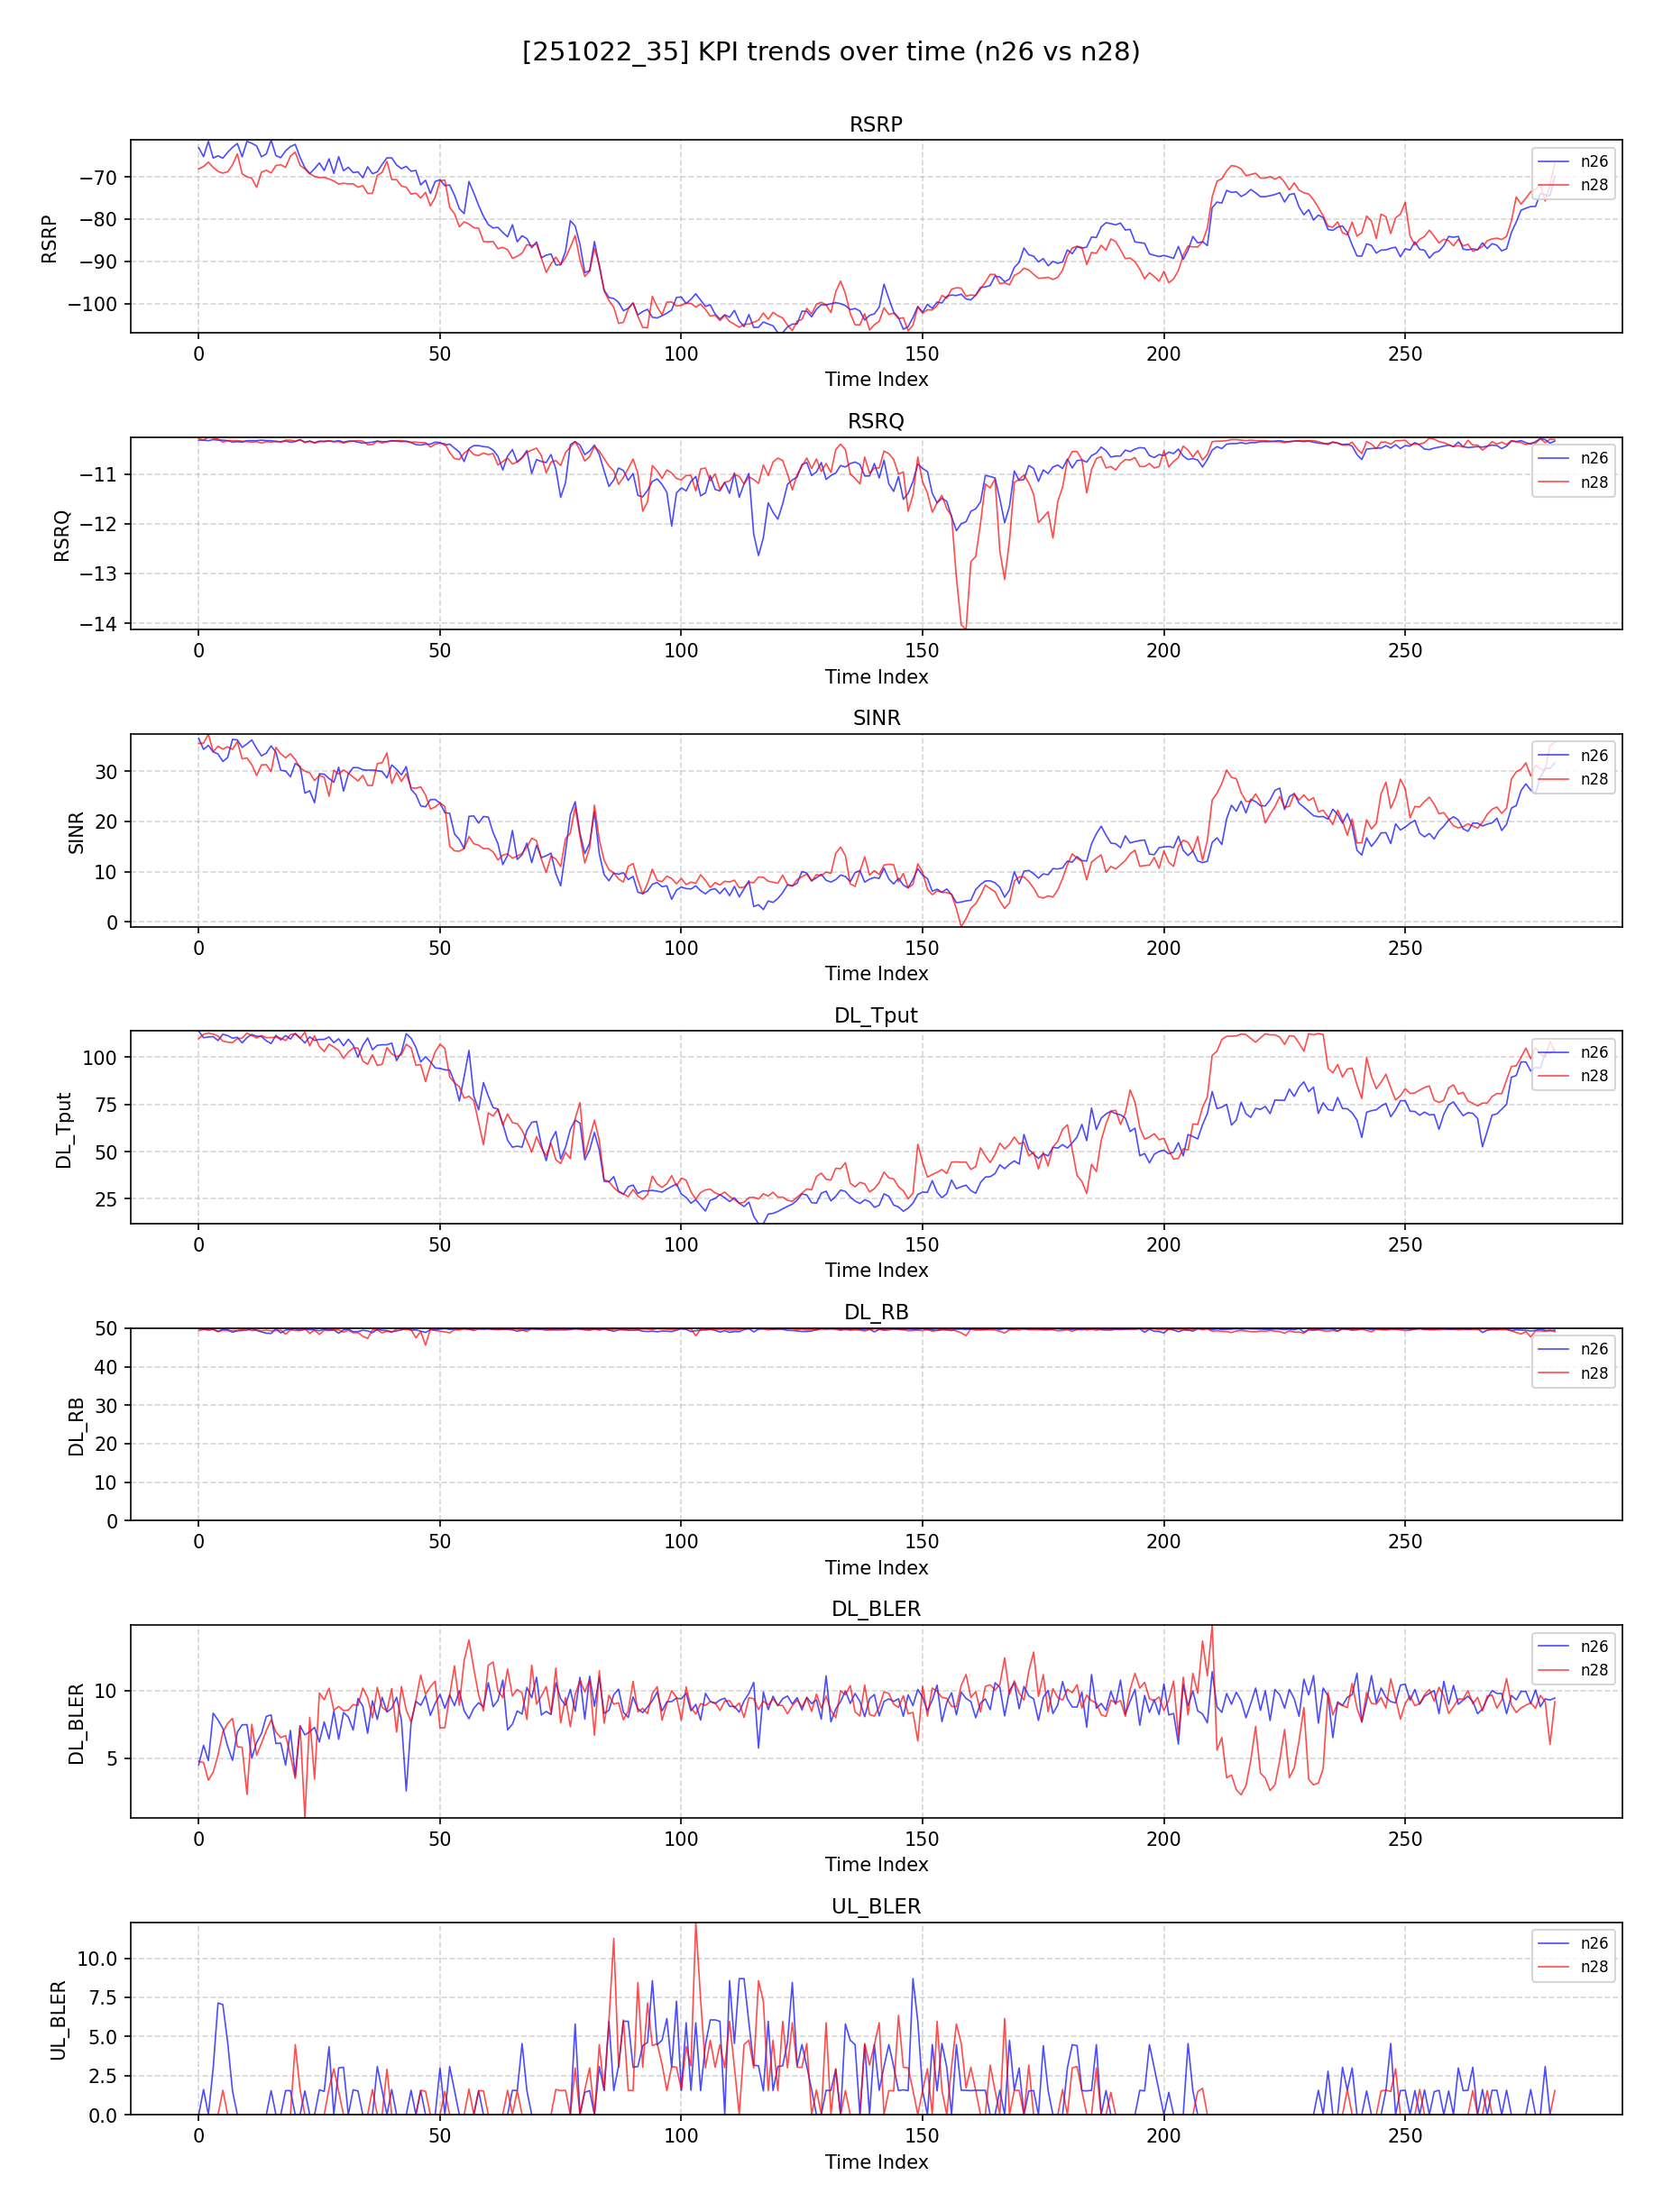 [251022_35] KPI trends over time (n26 vs n28)
RSRP
RSRP
−70
−80
−90
−100
n26
n28
0 50 100 150 200 250
Time Index
RSRQ
RSRQ
−11
−12
−13
−14
n26
n28
0 50 100 150 200 250
Time Index
SINR
SINR
30
20
10
0
n26
n28
0 50 100 150 200 250
Time Index
DL_Tput
DL_Tput
100
75
50
25
n26
n28
0 50 100 150 200 250
Time Index
DL_RB
DL_RB
50
40
30
20
10
0
n26
n28
0 50 100 150 200 250
Time Index
DL_BLER
DL_BLER
10
5
n26
n28
0 50 100 150 200 250
Time Index
UL_BLER
UL_BLER
10.0
7.5
5.0
2.5
0.0
n26
n28
0 50 100 150 200 250
Time Index